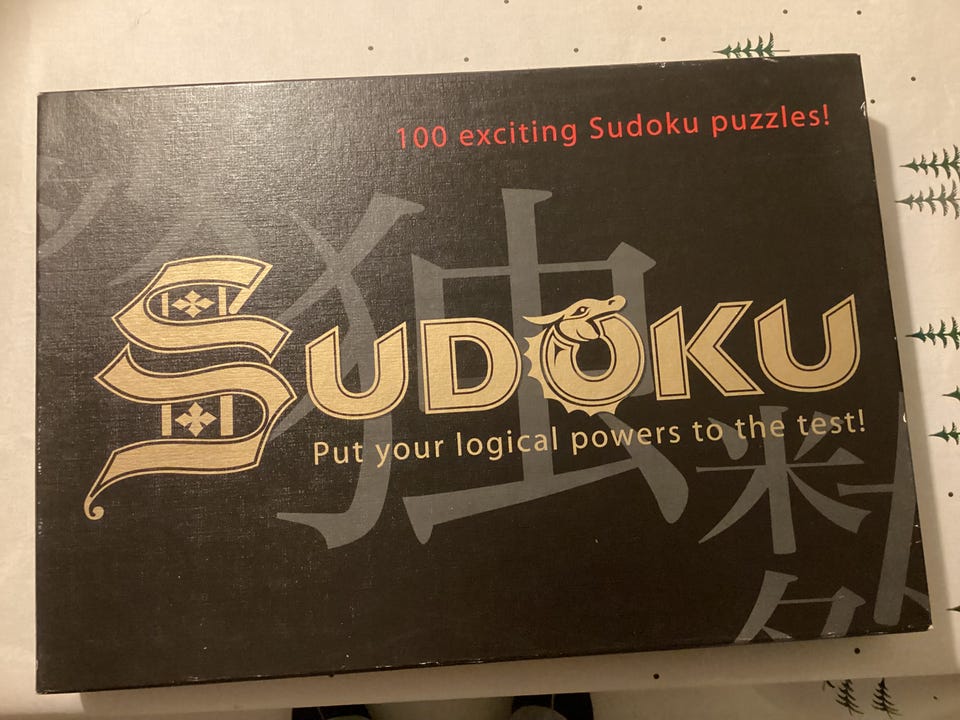 100 exciting Sudoku puzzles!
独
SUDOKU
Put your logical powers to the test!